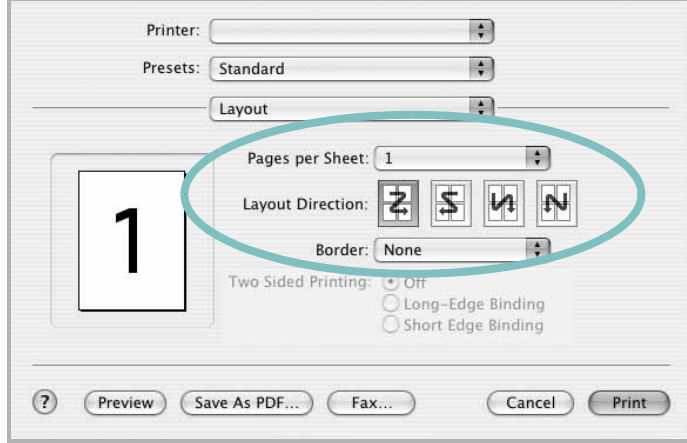 Printer:
Presets: Standard
Layout
Pages per Sheet: 1
1
Layout Direction:
Border: None
Two Sided Printing: Off
Long-Edge Binding
Short Edge Binding
? Preview Save As PDF... Fax... Cancel Print